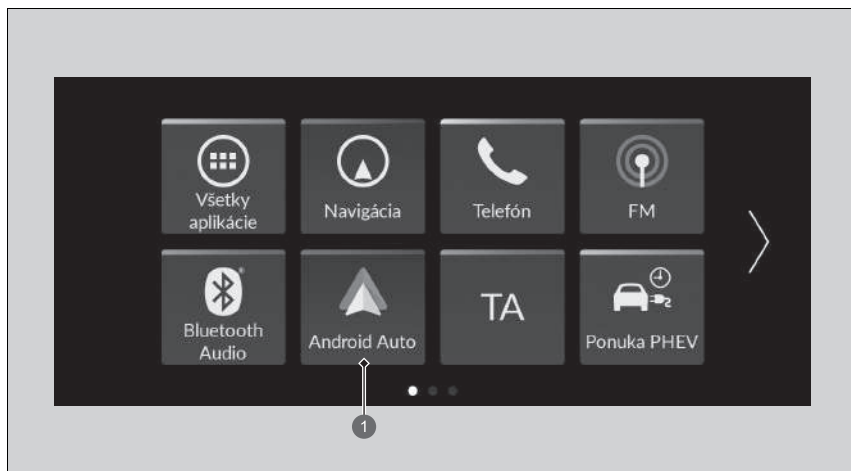 Všetky
aplikácie
Navigácia
Telefón
FM
Bluetooth
Audio
Android Auto
TA
Ponuka PHEV
1